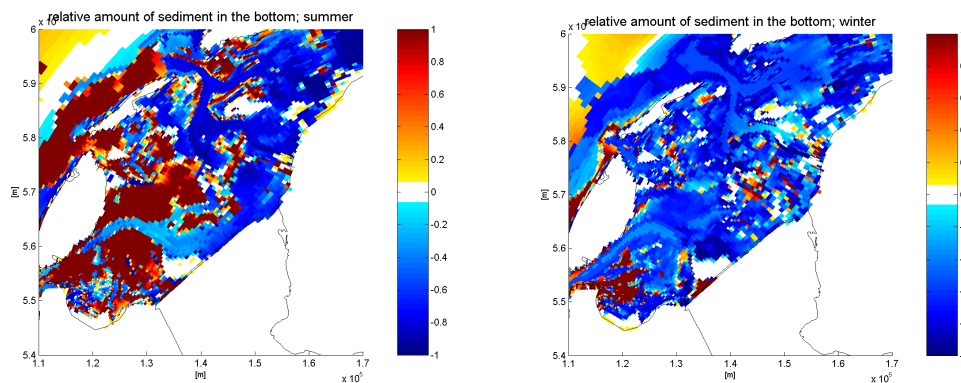 relative amount of sediment in the bottom; summer
6 x 10
5.9
5.8
5.7
5.6
5.5
5.4
[m]
1.1 1.2 1.3 1.4 1.5 1.6 1.7
[m] x 10⁵
1
0.8
0.6
0.4
0.2
0
-0.2
-0.4
-0.6
-0.8
-1
relative amount of sediment in the bottom; winter
6 x 10
5.9
5.8
5.7
5.6
5.5
5.4
[m]
1.1 1.2 1.3 1.4 1.5 1.6 1.7
[m] x 10⁵